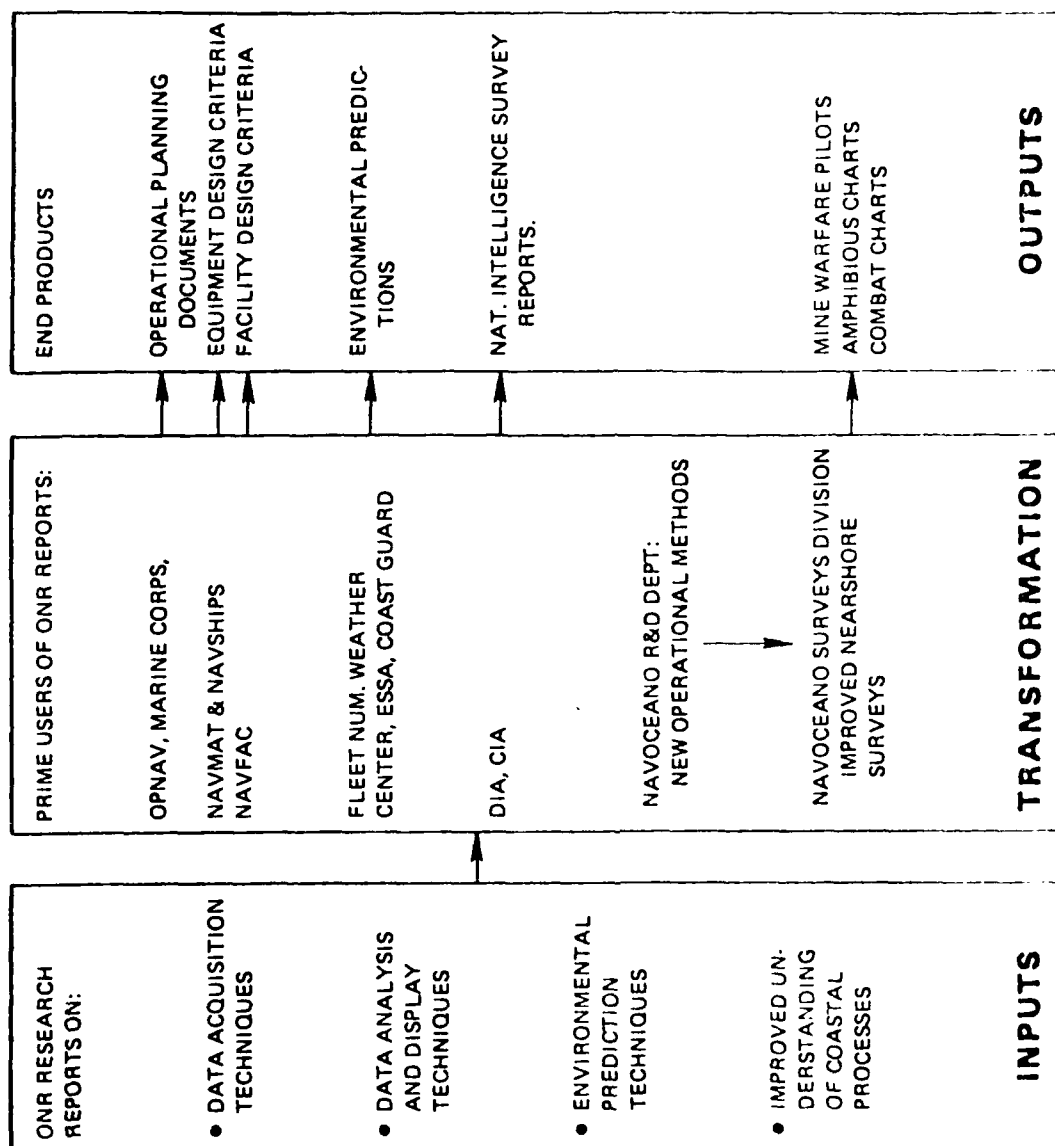 ONR RESEARCH
REPORTS ON:
• DATA ACQUISITION
TECHNIQUES
• DATA ANALYSIS
AND DISPLAY
TECHNIQUES
• ENVIRONMENTAL
PREDICTION
TECHNIQUES
• IMPROVED UN-
DERSTANDING
OF COASTAL
PROCESSES
INPUTS
PRIME USERS OF ONR REPORTS:
OPNAV, MARINE CORPS,
NAVMAT & NAVSHIPS
NAVFAC
FLEET NUM. WEATHER
CENTER, ESSA, COAST GUARD
DIA, CIA
NAVOCEANO R&D DEPT:
NEW OPERATIONAL METHODS
NAVOCEANO SURVEYS DIVISION
IMPROVED NEARSHORE
SURVEYS
TRANSFORMATION
END PRODUCTS
OPERATIONAL PLANNING
DOCUMENTS
EQUIPMENT DESIGN CRITERIA
FACILITY DESIGN CRITERIA
ENVIRONMENTAL PREDIC-
TIONS
NAT. INTELLIGENCE SURVEY
REPORTS.
MINE WARFARE PILOTS
AMPHIBIOUS CHARTS
COMBAT CHARTS
OUTPUTS